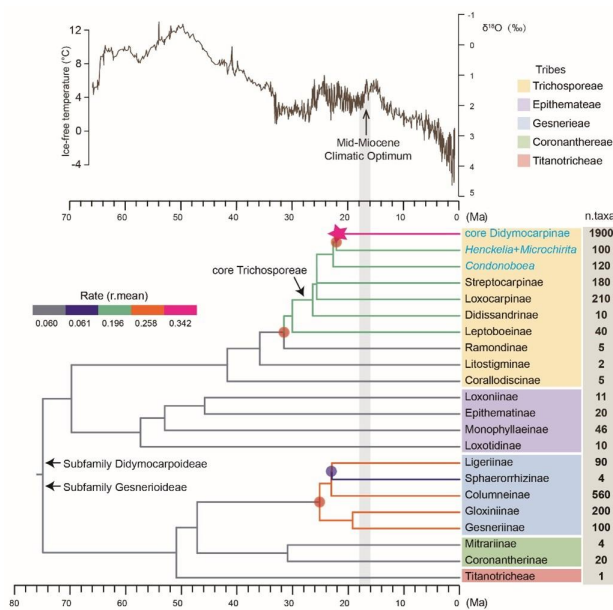 δ¹⁸O (‰)
Ice-free temperature (°C)
12
8
4
0
-4
-1
0
1
2
3
4
5
Mid-Miocene
Climatic Optimum
Tribes
Trichosporeae
Epithemateae
Gesnerieae
Coronanthereae
Titanotricheae
70 60 50 40 30 20 10 0 (Ma) n.taxa
core Didymocarpinae 1900
Henckelia+Microchirita 100
Condonoboea 120
core Trichosporeae
Streptocarpinae 180
Loxocarpinae 210
Didissandrinae 10
Leptoboeinae 40
Ramondinae 5
Litostigminae 2
Corallodiscinae 5
Rate (r.mean)
0.060 0.061 0.196 0.258 0.342
Loxoniinae 11
Epithematinae 20
Monophyllaeinae 46
Loxotidinae 10
Subfamily Didymocarpoideae
Subfamily Gesnerioideae
Ligeriinae 90
Sphaerorrhizinae 4
Columneinae 560
Gloxiniinae 200
Gesneriinae 100
Mitrariinae 4
Coronantherinae 20
Titanotricheae 1
80 70 60 50 40 30 20 10 0 (Ma)